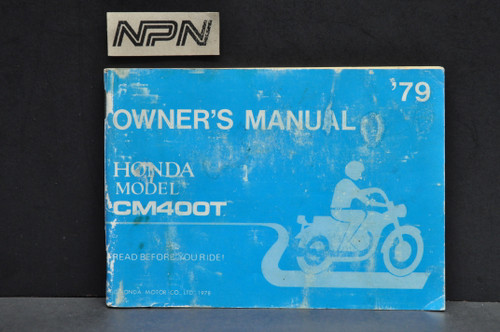 NPN
'79
OWNER'S MANUAL
HONDA
MODEL
CM400T
READ BEFORE YOU RIDE!
HONDA MOTOR CO., LTD. 1978